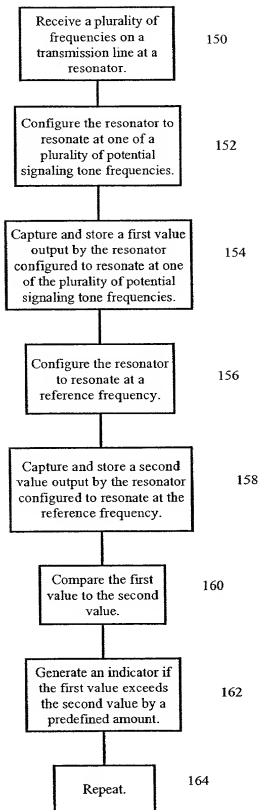 Receive a plurality of
frequencies on a
transmission line at a
resonator.
150
Configure the resonator to
resonate at one of a
plurality of potential
signaling tone frequencies.
152
Capture and store a first value
output by the resonator
configured to resonate at one
of the plurality of potential
signaling tone frequencies.
154
Configure the resonator
to resonate at a
reference frequency.
156
Capture and store a second
value output by the resonator
configured to resonate at the
reference frequency.
158
Compare the first
value to the second
value.
160
Generate an indicator if
the first value exceeds
the second value by a
predefined amount.
162
Repeat.
164